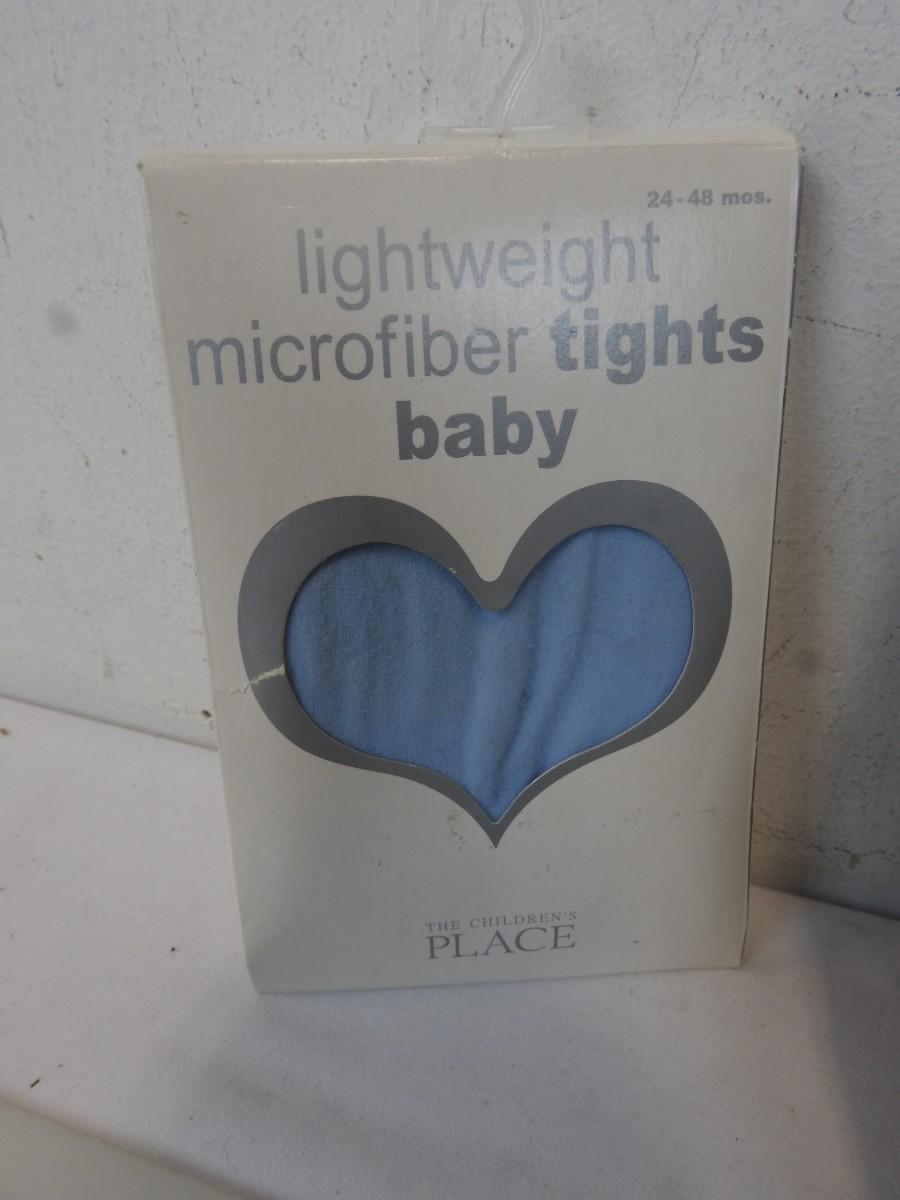 24-48 mos.
lightweight
microfiber tights
baby
THE CHILDREN'S
PLACE